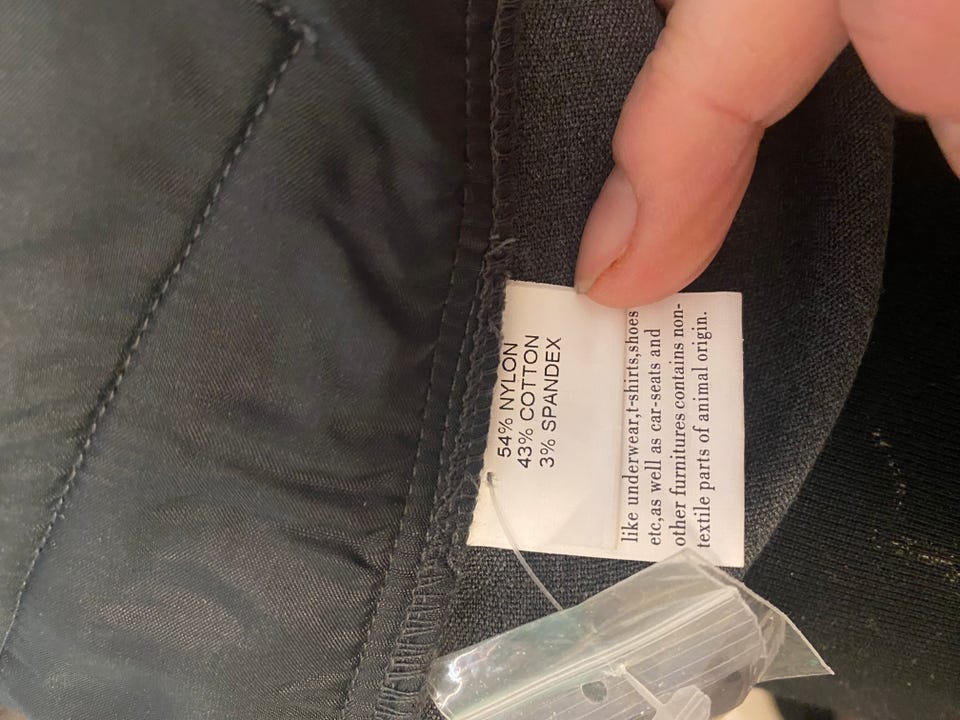 54% NYLON
43% COTTON
3% SPANDEX
like underwear,t-shirts,shoes
etc,as well as car-seats and
other furnitures contains non-
textile parts of animal origin.